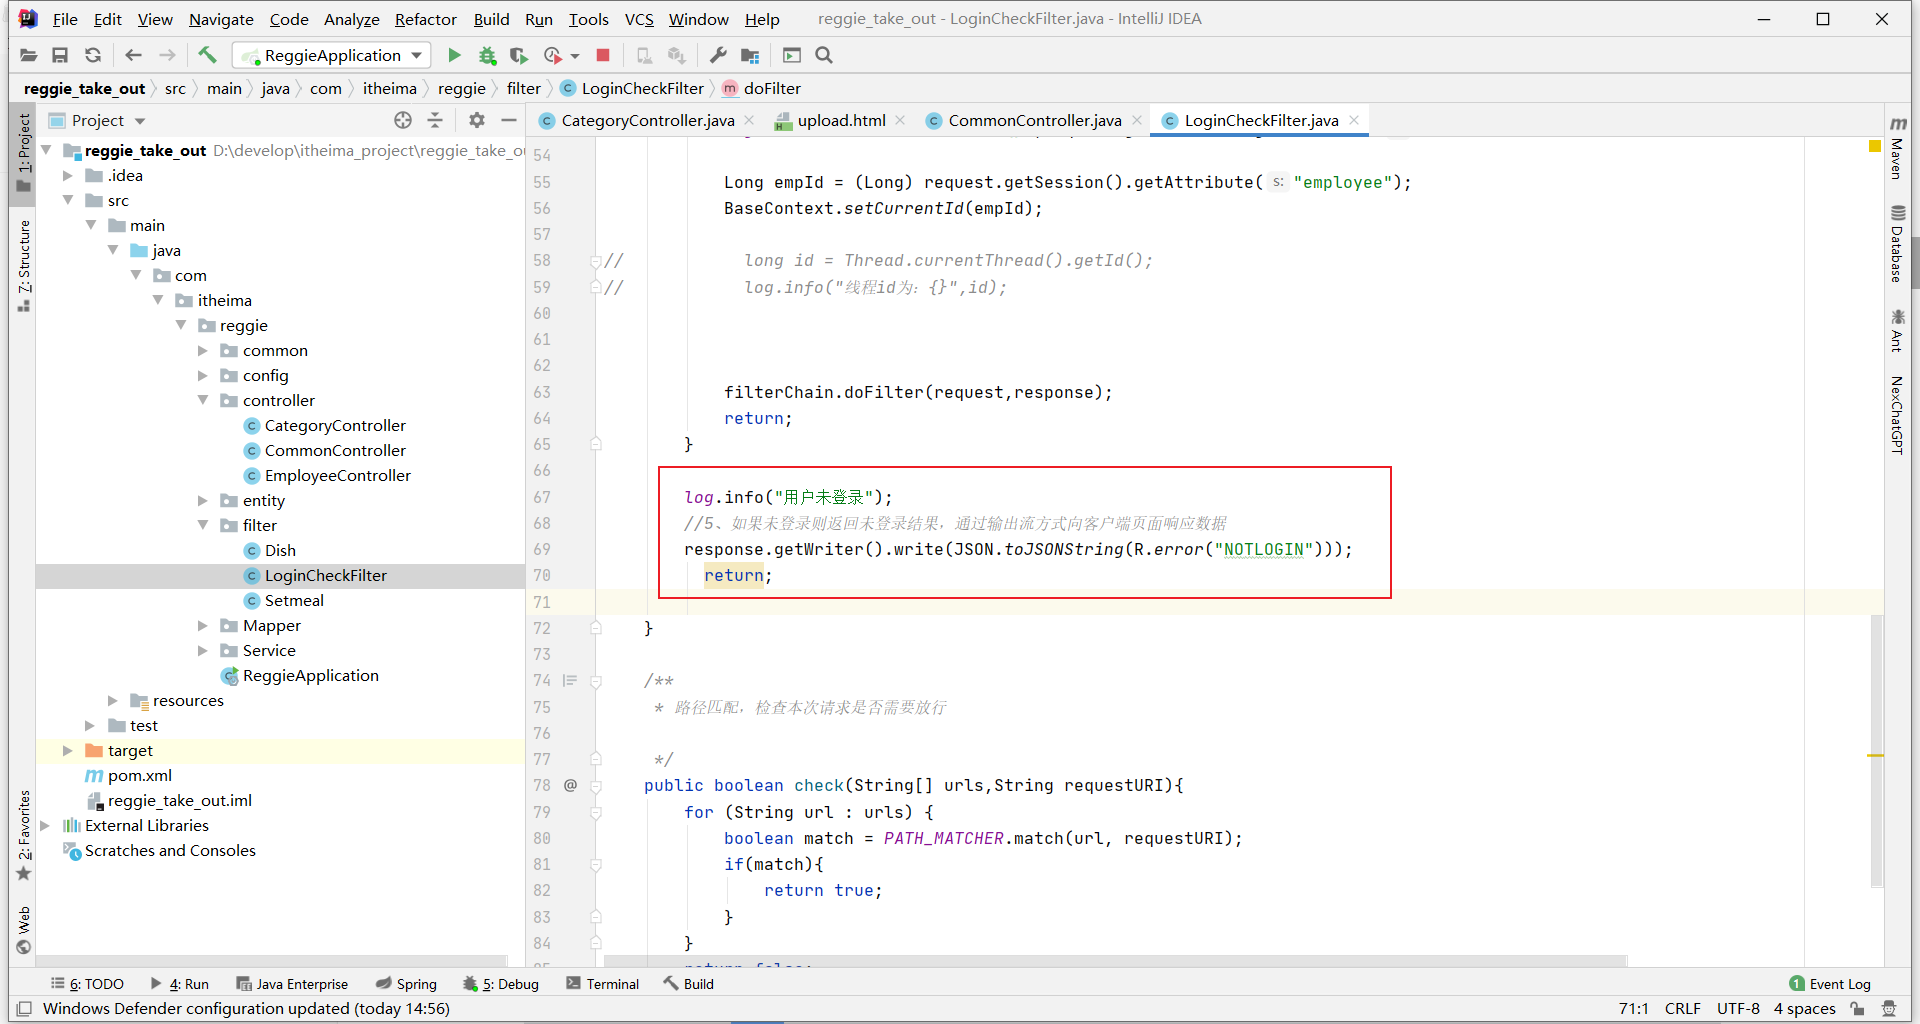 File Edit View Navigate Code Analyze Refactor Build Run Tools VCS Window Help reggie_take_out - LoginCheckFilter.java - IntelliJ IDEA
ReggieApplication
reggie_take_out src main java com itheima reggie filter LoginCheckFilter doFilter
Project
CategoryController.java upload.html CommonController.java LoginCheckFilter.java
1: Project
Z: Structure
2: Favorites
Web
reggie_take_out D:\develop\itheima_project\reggie_take_ou
.idea
src
main
java
com
itheima
reggie
common
config
controller
CategoryController
CommonController
EmployeeController
entity
filter
Dish
LoginCheckFilter
Setmeal
Mapper
Service
ReggieApplication
resources
test
target
pom.xml
reggie_take_out.iml
External Libraries
Scratches and Consoles
54
55 Long empId = (Long) request.getSession().getAttribute( s: "employee");
56 BaseContext.setCurrentId(empId);
57
58 // long id = Thread.currentThread().getId();
59 // log.info("线程id为：{}",id);
60
61
62
63 filterChain.doFilter(request,response);
64 return;
65 }
66
67 log.info("用户未登录");
68 //5、如果未登录则返回未登录结果，通过输出流方式向客户端页面响应数据
69 response.getWriter().write(JSON.toJSONString(R.error("NOTLOGIN")));
70 return;
71
72 }
73
74 /**
75 * 路径匹配，检查本次请求是否需要放行
76
77 */
78 @ public boolean check(String[] urls,String requestURI){
79 for (String url : urls) {
80 boolean match = PATH_MATCHER.match(url, requestURI);
81 if(match){
82 return true;
83 }
84 }
Maven
Database
Ant
NexChatGPT
6: TODO 4: Run Java Enterprise Spring 5: Debug Terminal Build 1 Event Log
Windows Defender configuration updated (today 14:56) 71:1 CRLF UTF-8 4 spaces